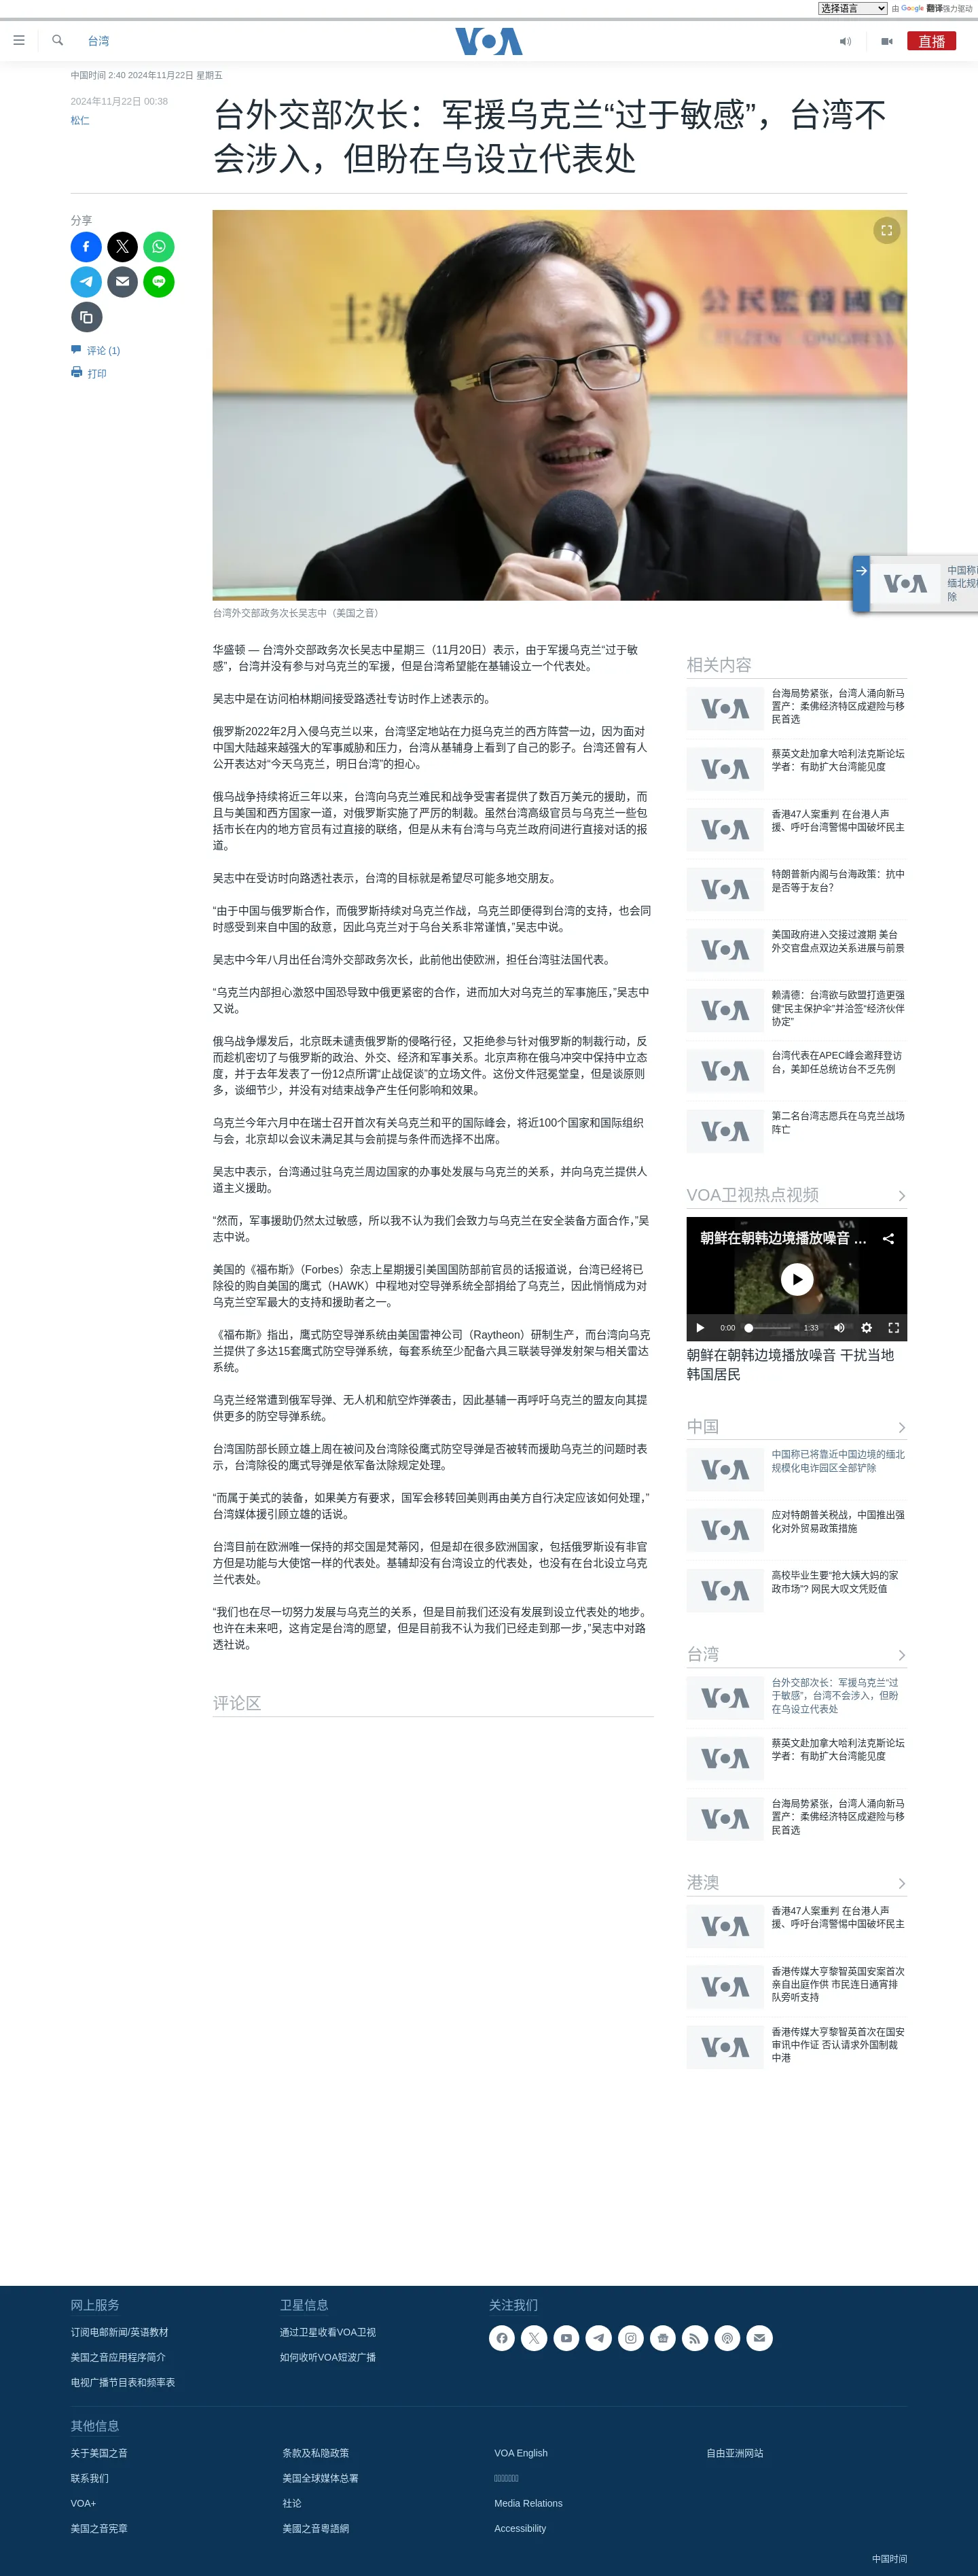 选择语言 由 Google 翻译强力驱动
台湾
VOA
直播
中国时间 2:40 2024年11月22日 星期五
2024年11月22日 00:38
松仁
台外交部次长：军援乌克兰“过于敏感”，台湾不
会涉入，但盼在乌设立代表处
分享
评论 (1)
打印
公民監督國會
CITIZEN CONGRESS
台湾外交部政务次长吴志中（美国之音）
中国称已
缅北规模
除
华盛顿 — 台湾外交部政务次长吴志中星期三（11月20日）表示，由于军援乌克兰“过于敏
感”，台湾并没有参与对乌克兰的军援，但是台湾希望能在基辅设立一个代表处。
吴志中是在访问柏林期间接受路透社专访时作上述表示的。
俄罗斯2022年2月入侵乌克兰以来，台湾坚定地站在力挺乌克兰的西方阵营一边，因为面对
中国大陆越来越强大的军事威胁和压力，台湾从基辅身上看到了自己的影子。台湾还曾有人
公开表达对“今天乌克兰，明日台湾”的担心。
俄乌战争持续将近三年以来，台湾向乌克兰难民和战争受害者提供了数百万美元的援助，而
且与美国和西方国家一道，对俄罗斯实施了严厉的制裁。虽然台湾高级官员与乌克兰一些包
括市长在内的地方官员有过直接的联络，但是从未有台湾与乌克兰政府间进行直接对话的报
道。
吴志中在受访时向路透社表示，台湾的目标就是希望尽可能多地交朋友。
“由于中国与俄罗斯合作，而俄罗斯持续对乌克兰作战，乌克兰即便得到台湾的支持，也会同
时感受到来自中国的敌意，因此乌克兰对于乌台关系非常谨慎，”吴志中说。
吴志中今年八月出任台湾外交部政务次长，此前他出使欧洲，担任台湾驻法国代表。
“乌克兰内部担心激怒中国恐导致中俄更紧密的合作，进而加大对乌克兰的军事施压，”吴志中
又说。
俄乌战争爆发后，北京既未谴责俄罗斯的侵略行径，又拒绝参与针对俄罗斯的制裁行动，反
而趁机密切了与俄罗斯的政治、外交、经济和军事关系。北京声称在俄乌冲突中保持中立态
度，并于去年发表了一份12点所谓“止战促谈”的立场文件。这份文件冠冕堂皇，但是谈原则
多，谈细节少，并没有对结束战争产生任何影响和效果。
乌克兰今年六月中在瑞士召开首次有关乌克兰和平的国际峰会，将近100个国家和国际组织
与会，北京却以会议未满足其与会前提与条件而选择不出席。
吴志中表示，台湾通过驻乌克兰周边国家的办事处发展与乌克兰的关系，并向乌克兰提供人
道主义援助。
“然而，军事援助仍然太过敏感，所以我不认为我们会致力与乌克兰在安全装备方面合作，”吴
志中说。
美国的《福布斯》（Forbes）杂志上星期援引美国国防部前官员的话报道说，台湾已经将已
除役的购自美国的鹰式（HAWK）中程地对空导弹系统全部捐给了乌克兰，因此悄悄成为对
乌克兰空军最大的支持和援助者之一。
《福布斯》指出，鹰式防空导弹系统由美国雷神公司（Raytheon）研制生产，而台湾向乌克
兰提供了多达15套鹰式防空导弹系统，每套系统至少配备六具三联装导弹发射架与相关雷达
系统。
乌克兰经常遭到俄军导弹、无人机和航空炸弹袭击，因此基辅一再呼吁乌克兰的盟友向其提
供更多的防空导弹系统。
台湾国防部长顾立雄上周在被问及台湾除役鹰式防空导弹是否被转而援助乌克兰的问题时表
示，台湾除役的鹰式导弹是依军备汰除规定处理。
“而属于美式的装备，如果美方有要求，国军会移转回美则再由美方自行决定应该如何处理，”
台湾媒体援引顾立雄的话说。
台湾目前在欧洲唯一保持的邦交国是梵蒂冈，但是却在很多欧洲国家，包括俄罗斯设有非官
方但是功能与大使馆一样的代表处。基辅却没有台湾设立的代表处，也没有在台北设立乌克
兰代表处。
“我们也在尽一切努力发展与乌克兰的关系，但是目前我们还没有发展到设立代表处的地步。
也许在未来吧，这肯定是台湾的愿望，但是目前我不认为我们已经走到那一步，”吴志中对路
透社说。
评论区
相关内容
台海局势紧张，台湾人涌向新马
置产：柔佛经济特区成避险与移
民首选
蔡英文赴加拿大哈利法克斯论坛
学者：有助扩大台湾能见度
香港47人案重判 在台港人声
援、呼吁台湾警惕中国破坏民主
特朗普新内阁与台海政策：抗中
是否等于友台？
美国政府进入交接过渡期 美台
外交官盘点双边关系进展与前景
赖清德：台湾欲与欧盟打造更强
健“民主保护伞”并洽签“经济伙伴
协定”
台湾代表在APEC峰会邀拜登访
台，美卸任总统访台不乏先例
第二名台湾志愿兵在乌克兰战场
阵亡
VOA卫视热点视频
朝鲜在朝韩边境播放噪音 ...
0:00 1:33
朝鲜在朝韩边境播放噪音 干扰当地
韩国居民
中国
中国称已将靠近中国边境的缅北
规模化电诈园区全部铲除
应对特朗普关税战，中国推出强
化对外贸易政策措施
高校毕业生要“抢大姨大妈的家
政市场”? 网民大叹文凭贬值
台湾
台外交部次长：军援乌克兰“过
于敏感”，台湾不会涉入，但盼
在乌设立代表处
蔡英文赴加拿大哈利法克斯论坛
学者：有助扩大台湾能见度
台海局势紧张，台湾人涌向新马
置产：柔佛经济特区成避险与移
民首选
港澳
香港47人案重判 在台港人声
援、呼吁台湾警惕中国破坏民主
香港传媒大亨黎智英国安案首次
亲自出庭作供 市民连日通宵排
队旁听支持
香港传媒大亨黎智英首次在国安
审讯中作证 否认请求外国制裁
中港
网上服务
订阅电邮新闻/英语教材
美国之音应用程序简介
电视广播节目表和频率表
卫星信息
通过卫星收看VOA卫视
如何收听VOA短波广播
关注我们
其他信息
关于美国之音
联系我们
VOA+
美国之音宪章
条款及私隐政策
美国全球媒体总署
社论
美國之音粵語網
VOA English
Media Relations
Accessibility
自由亚洲网站
中国时间